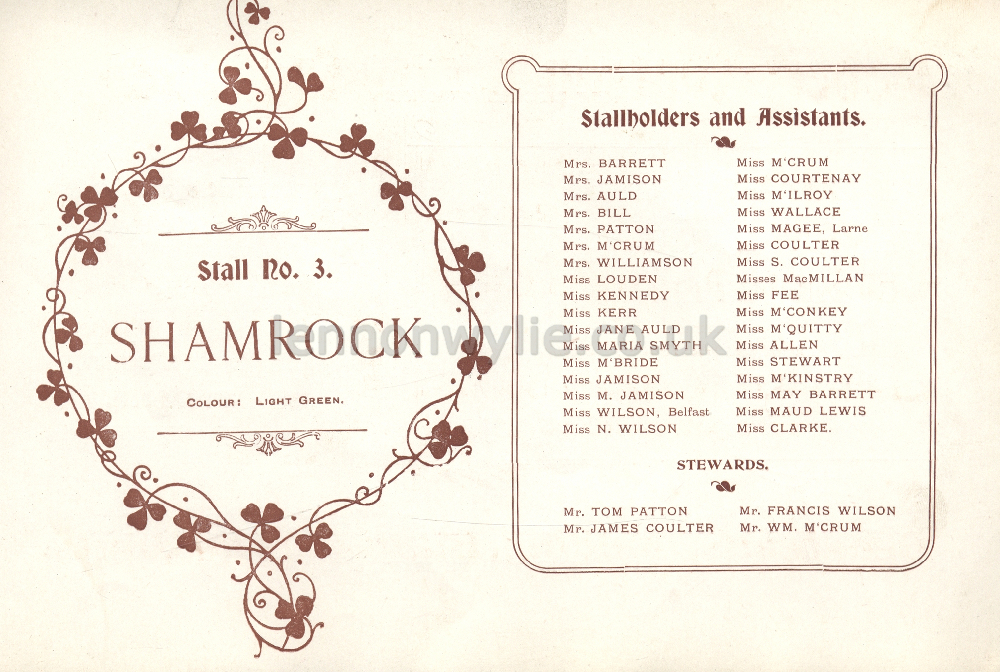 Stall No. 3.
SHAMROCK
COLOUR: LIGHT GREEN.
Stallholders and Assistants.
Mrs. BARRETT
Mrs. JAMISON
Mrs. AULD
Mrs. BILL
Mrs. PATTON
Mrs. M‘CRUM
Mrs. WILLIAMSON
Miss LOUDEN
Miss KENNEDY
Miss KERR
Miss JANE AULD
Miss MARIA SMYTH
Miss M‘BRIDE
Miss JAMISON
Miss M. JAMISON
Miss WILSON, Belfast
Miss N. WILSON
Miss M‘CRUM
Miss COURTENAY
Miss M‘ILROY
Miss WALLACE
Miss MAGEE, Larne
Miss COULTER
Miss S. COULTER
Misses MacMILLAN
Miss FEE
Miss M‘CONKEY
Miss M‘QUITTY
Miss ALLEN
Miss STEWART
Miss M‘KINSTRY
Miss MAY BARRETT
Miss MAUD LEWIS
Miss CLARKE.
STEWARDS.
Mr. TOM PATTON
Mr. JAMES COULTER
Mr. FRANCIS WILSON
Mr. WM. M‘CRUM
lennonwylie.co.uk